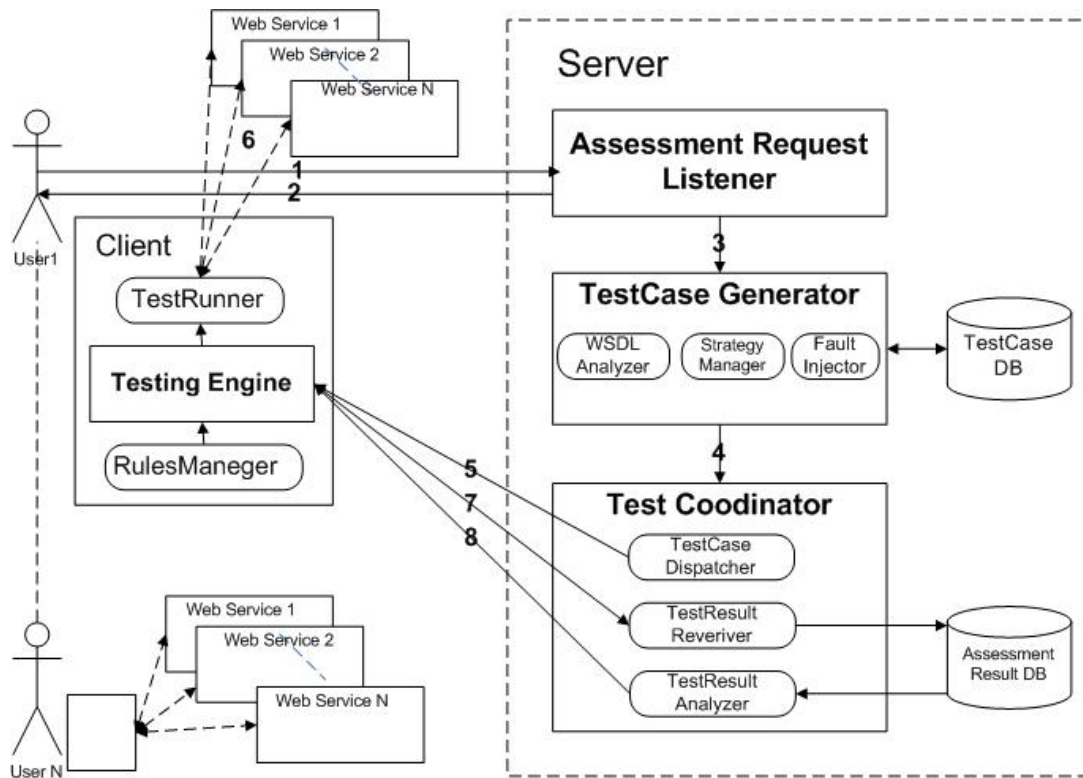 Web Service 1
Web Service 2
Web Service N
Server
6
Assessment Request
Listener
1
2
User1
Client
TestRunner
Testing Engine
RulesManeger
3
TestCase Generator
WSDL
Analyzer
Strategy
Manager
Fault
Injector
TestCase
DB
4
5
7
8
Test Coodinator
TestCase
Dispatcher
TestResult
Reveriver
TestResult
Analyzer
Assessment
Result DB
Web Service 1
Web Service 2
Web Service N
User N